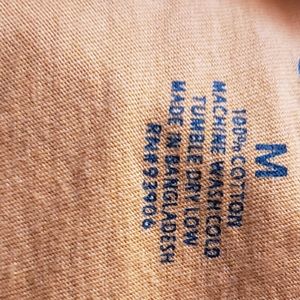 M
100% COTTON
MACHINE WASH COLD
TUMBLE DRY LOW
MADE IN BANGLADESH
RN#93906